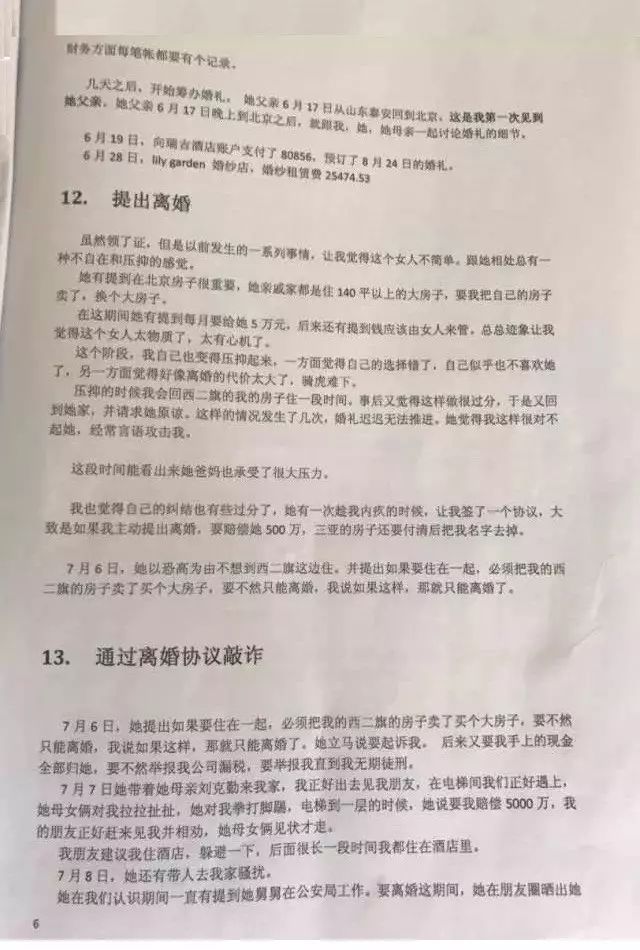 财务方面每笔帐都要有个记录。
几天之后，开始筹办婚礼。她父亲 6 月 17 日从山东泰安回到北京，这是我第一次见到
她父亲。她父亲 6 月 17 日晚上到北京之后，就跟我，她，她母亲一起讨论婚礼的细节。
6 月 19 日，向瑞吉酒店账户支付了 80856，预订了 8 月 24 日的婚礼。
6 月 28 日，lily garden 婚纱店，婚纱租赁费 25474.53
12. 提出离婚
虽然领了证，但是以前发生的一系列事情，让我觉得这个女人不简单。跟她相处总有一
种不自在和压抑的感觉。
她有提到在北京房子很重要，她亲戚家都是住 140 平以上的大房子，要我把自己的房子
卖了，换个大房子。
在这期间她有提到每月要给她 5 万元，后来还有提到钱应该由女人来管，总总迹象让我
觉得这个女人太物质了，太有心机了。
这个阶段，我自己也变得压抑起来，一方面觉得自己的选择错了，自己似乎也不喜欢她
了，另一方面觉得好像离婚的代价太大了，骑虎难下。
压抑的时候我会回西二旗的我的房子住一段时间，事后又觉得这样做很过分，于是又回
到她家，并请求她原谅。这样的情况发生了几次，婚礼迟迟无法推进。她觉得我这样很对不
起她，经常言语攻击我。
这段时间能看出来她爸妈也承受了很大压力。
我也觉得自己的纠结也有些过分了，她有一次趁我内疚的时候，让我签了一个协议，大
致是如果我主动提出离婚，要赔偿她 500 万，三亚的房子还要付清后把我名字去掉。
7 月 6 日，她以恐高为由不想到西二旗这边住。并提出如果要住在一起，必须把我的西
二旗的房子卖了买个大房子，要不然只能离婚，我说如果这样，那就只能离婚了。
13. 通过离婚协议敲诈
7 月 6 日，她提出如果要住在一起，必须把我的西二旗的房子卖了买个大房子，要不然
只能离婚，我说如果这样，那就只能离婚了。她立马说要起诉我。 后来又要我手上的现金
全部归她，要不然举报我公司漏税，要举报我直到我无期徒刑。
7 月 7 日她带着她母亲刘克勤来我家，我正好出去见我朋友，在电梯间我们正好遇上，
她母女俩对我拉拉扯扯，她对我拳打脚踢，电梯到一层的时候，她说要我赔偿 5000 万，我
的朋友正好赶来见我并相劝，她母女俩见状才走。
我朋友建议我住酒店，躲避一下，后面很长一段时间我都住在酒店里。
7 月 8 日，她还有带人去我家骚扰。
她在我们认识期间一直有提到她舅舅在公安局工作。要离婚这期间，她在朋友圈晒出她
6